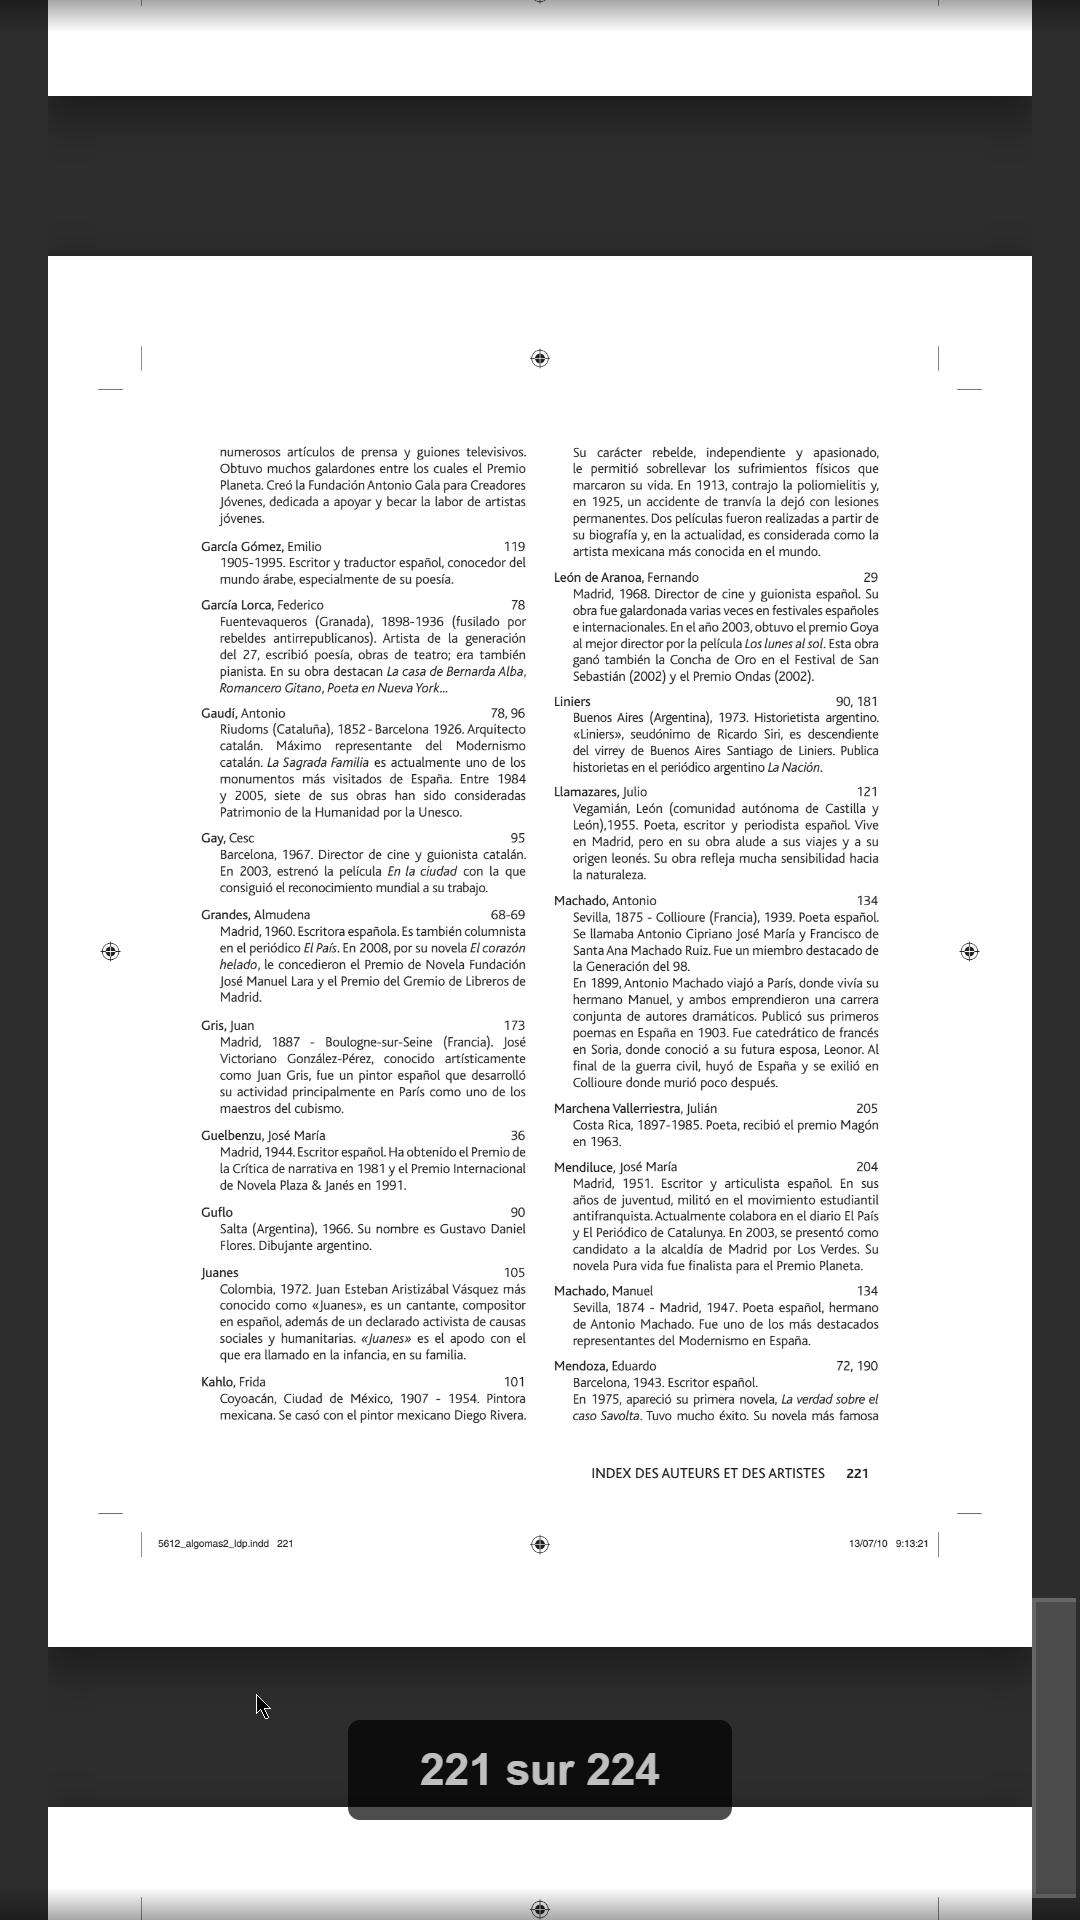 numerosos artículos de prensa y guiones televisivos.
Obtuvo muchos galardones entre los cuales el Premio
Planeta. Creó la Fundación Antonio Gala para Creadores
Jóvenes, dedicada a apoyar y becar la labor de artistas
jóvenes.
García Gómez, Emilio 119
1905-1995. Escritor y traductor español, conocedor del
mundo árabe, especialmente de su poesía.
García Lorca, Federico 78
Fuentevaqueros (Granada), 1898-1936 (fusilado por
rebeldes antirrepublicanos). Artista de la generación
del 27, escribió poesía, obras de teatro; era también
pianista. En su obra destacan La casa de Bernarda Alba,
Romancero Gitano, Poeta en Nueva York...
Gaudí, Antonio 78, 96
Riudoms (Cataluña), 1852 - Barcelona 1926. Arquitecto
catalán. Máximo representante del Modernismo
catalán. La Sagrada Familia es actualmente uno de los
monumentos más visitados de España. Entre 1984
y 2005, siete de sus obras han sido consideradas
Patrimonio de la Humanidad por la Unesco.
Gay, Cesc 95
Barcelona, 1967. Director de cine y guionista catalán.
En 2003, estrenó la película En la ciudad con la que
consiguió el reconocimiento mundial a su trabajo.
Grandes, Almudena 68-69
Madrid, 1960. Escritora española. Es también columnista
en el periódico El País. En 2008, por su novela El corazón
helado, le concedieron el Premio de Novela Fundación
José Manuel Lara y el Premio del Gremio de Libreros de
Madrid.
Gris, Juan 173
Madrid, 1887 - Boulogne-sur-Seine (Francia). José
Victoriano González-Pérez, conocido artísticamente
como Juan Gris, fue un pintor español que desarrolló
su actividad principalmente en París como uno de los
maestros del cubismo.
Guelbenzu, José María 36
Madrid, 1944. Escritor español. Ha obtenido el Premio de
la Crítica de narrativa en 1981 y el Premio Internacional
de Novela Plaza & Janés en 1991.
Guflo 90
Salta (Argentina), 1966. Su nombre es Gustavo Daniel
Flores. Dibujante argentino.
Juanes 105
Colombia, 1972. Juan Esteban Aristizábal Vásquez más
conocido como «Juanes», es un cantante, compositor
en español, además de un declarado activista de causas
sociales y humanitarias. «Juanes» es el apodo con el
que era llamado en la infancia, en su familia.
Kahlo, Frida 101
Coyoacán, Ciudad de México, 1907 - 1954. Pintora
mexicana. Se casó con el pintor mexicano Diego Rivera.
Su carácter rebelde, independiente y apasionado,
le permitió sobrellevar los sufrimientos físicos que
marcaron su vida. En 1913, contrajo la poliomielitis y,
en 1925, un accidente de tranvía la dejó con lesiones
permanentes. Dos películas fueron realizadas a partir de
su biografía y, en la actualidad, es considerada como la
artista mexicana más conocida en el mundo.
León de Aranoa, Fernando 29
Madrid, 1968. Director de cine y guionista español. Su
obra fue galardonada varias veces en festivales españoles
e internacionales. En el año 2003, obtuvo el premio Goya
al mejor director por la película Los lunes al sol. Esta obra
ganó también la Concha de Oro en el Festival de San
Sebastián (2002) y el Premio Ondas (2002).
Liniers 90, 181
Buenos Aires (Argentina), 1973. Historietista argentino.
«Liniers», seudónimo de Ricardo Siri, es descendiente
del virrey de Buenos Aires Santiago de Liniers. Publica
historietas en el periódico argentino La Nación.
Llamazares, Julio 121
Vegamián, León (comunidad autónoma de Castilla y
León),1955. Poeta, escritor y periodista español. Vive
en Madrid, pero en su obra alude a sus viajes y a su
origen leonés. Su obra refleja mucha sensibilidad hacia
la naturaleza.
Machado, Antonio 134
Sevilla, 1875 - Collioure (Francia), 1939. Poeta español.
Se llamaba Antonio Cipriano José María y Francisco de
Santa Ana Machado Ruiz. Fue un miembro destacado de
la Generación del 98.
En 1899, Antonio Machado viajó a París, donde vivía su
hermano Manuel, y ambos emprendieron una carrera
conjunta de autores dramáticos. Publicó sus primeros
poemas en España en 1903. Fue catedrático de francés
en Soria, donde conoció a su futura esposa, Leonor. Al
final de la guerra civil, huyó de España y se exilió en
Collioure donde murió poco después.
Marchena Vallerriestra, Julián 205
Costa Rica, 1897-1985. Poeta, recibió el premio Magón
en 1963.
Mendiluce, José María 204
Madrid, 1951. Escritor y articulista español. En sus
años de juventud, militó en el movimiento estudiantil
antifranquista. Actualmente colabora en el diario El País
y El Periódico de Catalunya. En 2003, se presentó como
candidato a la alcaldía de Madrid por Los Verdes. Su
novela Pura vida fue finalista para el Premio Planeta.
Machado, Manuel 134
Sevilla, 1874 - Madrid, 1947. Poeta español, hermano
de Antonio Machado. Fue uno de los más destacados
representantes del Modernismo en España.
Mendoza, Eduardo 72, 190
Barcelona, 1943. Escritor español.
En 1975, apareció su primera novela, La verdad sobre el
caso Savolta. Tuvo mucho éxito. Su novela más famosa
INDEX DES AUTEURS ET DES ARTISTES 221
5612_algomas2_ldp.indd 221
13/07/10 9:13:21
221 sur 224